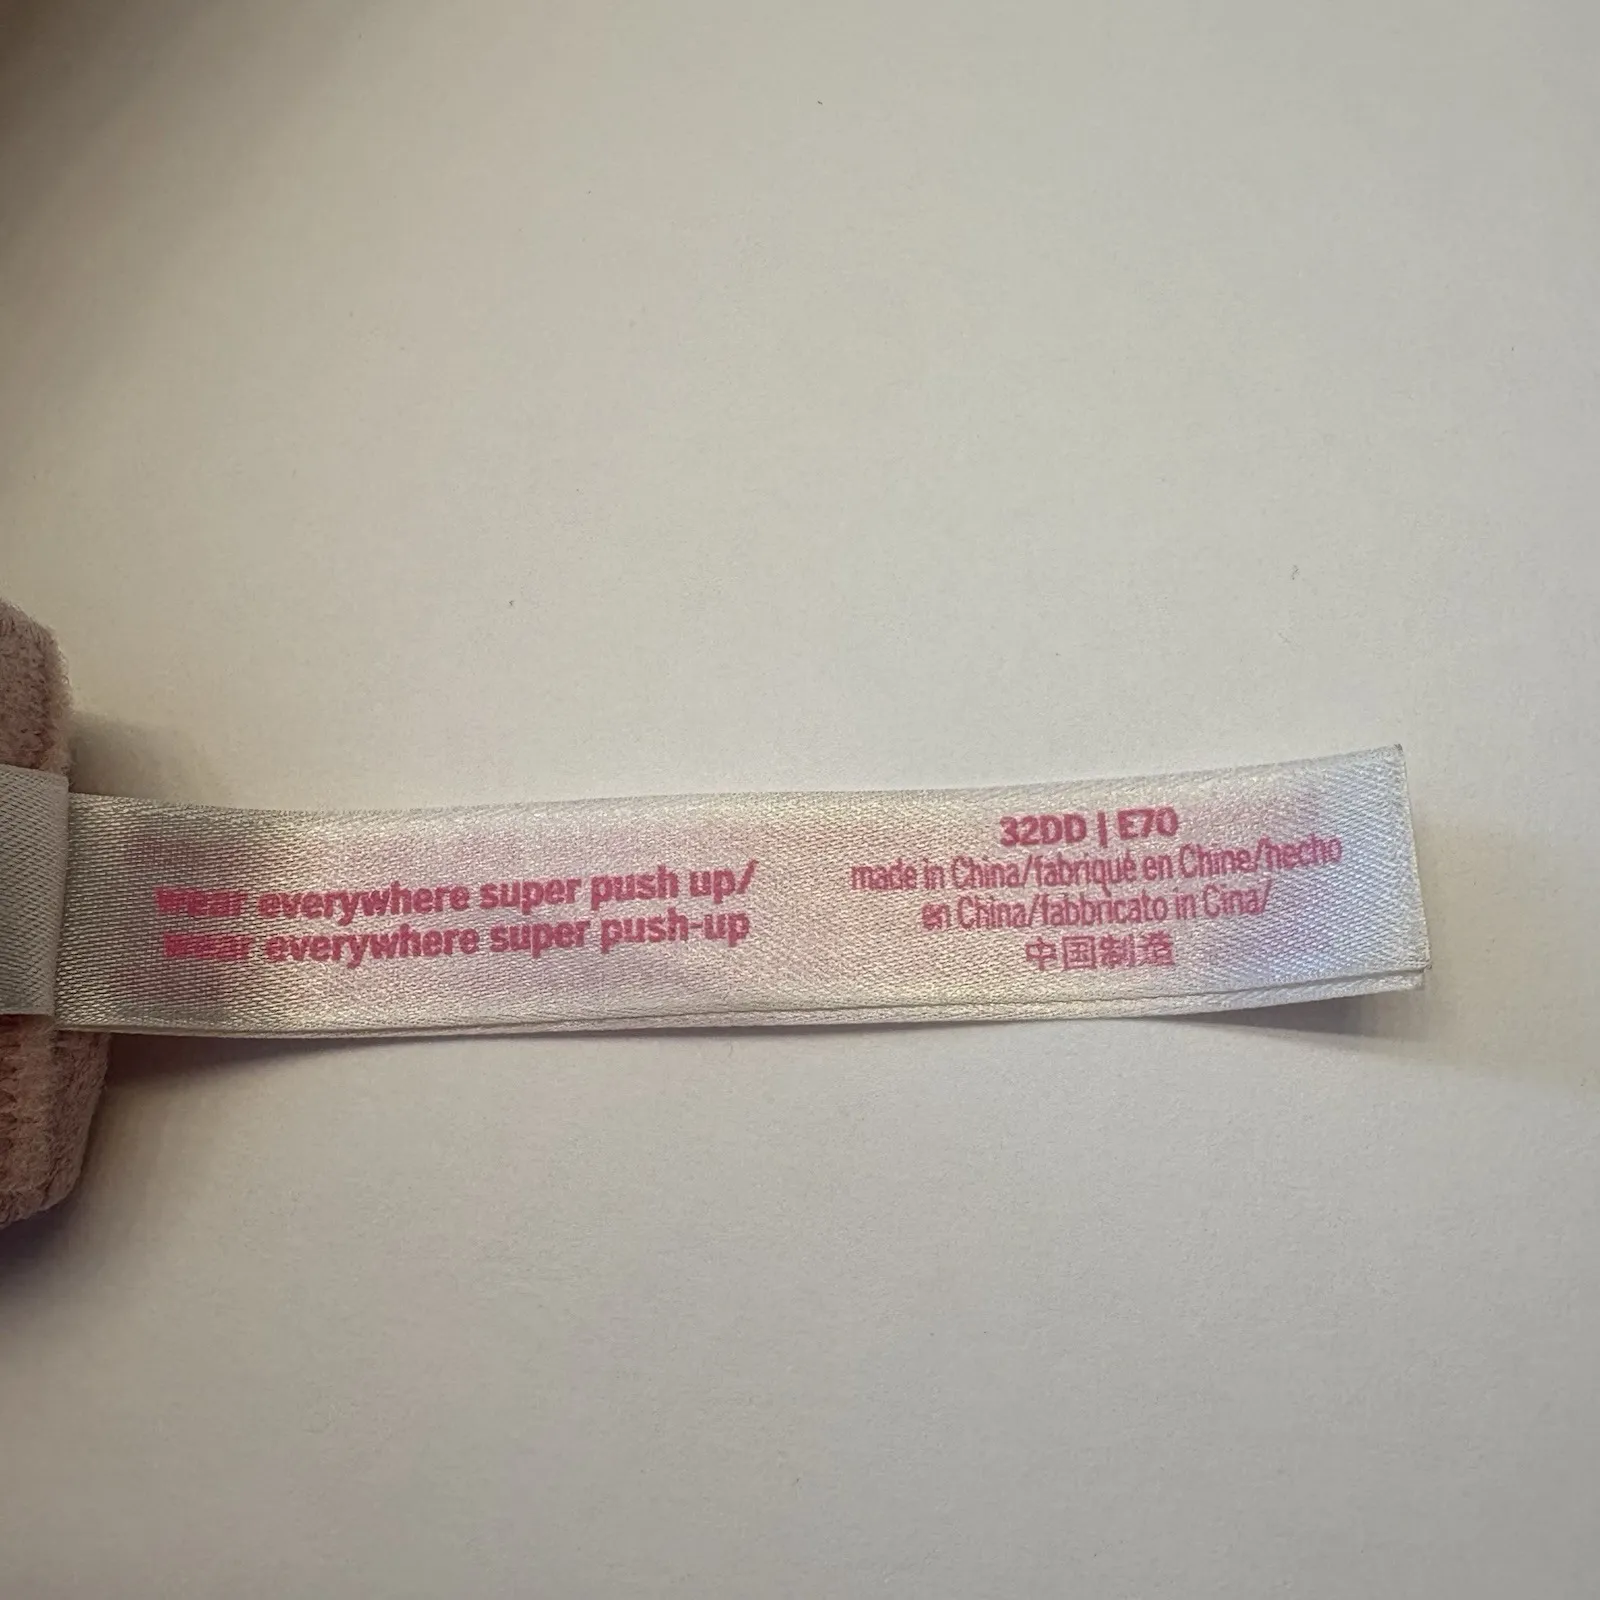 wear everywhere super push up/
wear everywhere super push-up
32DD | E70
made in China/fabriqué en Chine/hecho
en China/fabbricato in Cina/
中国制造